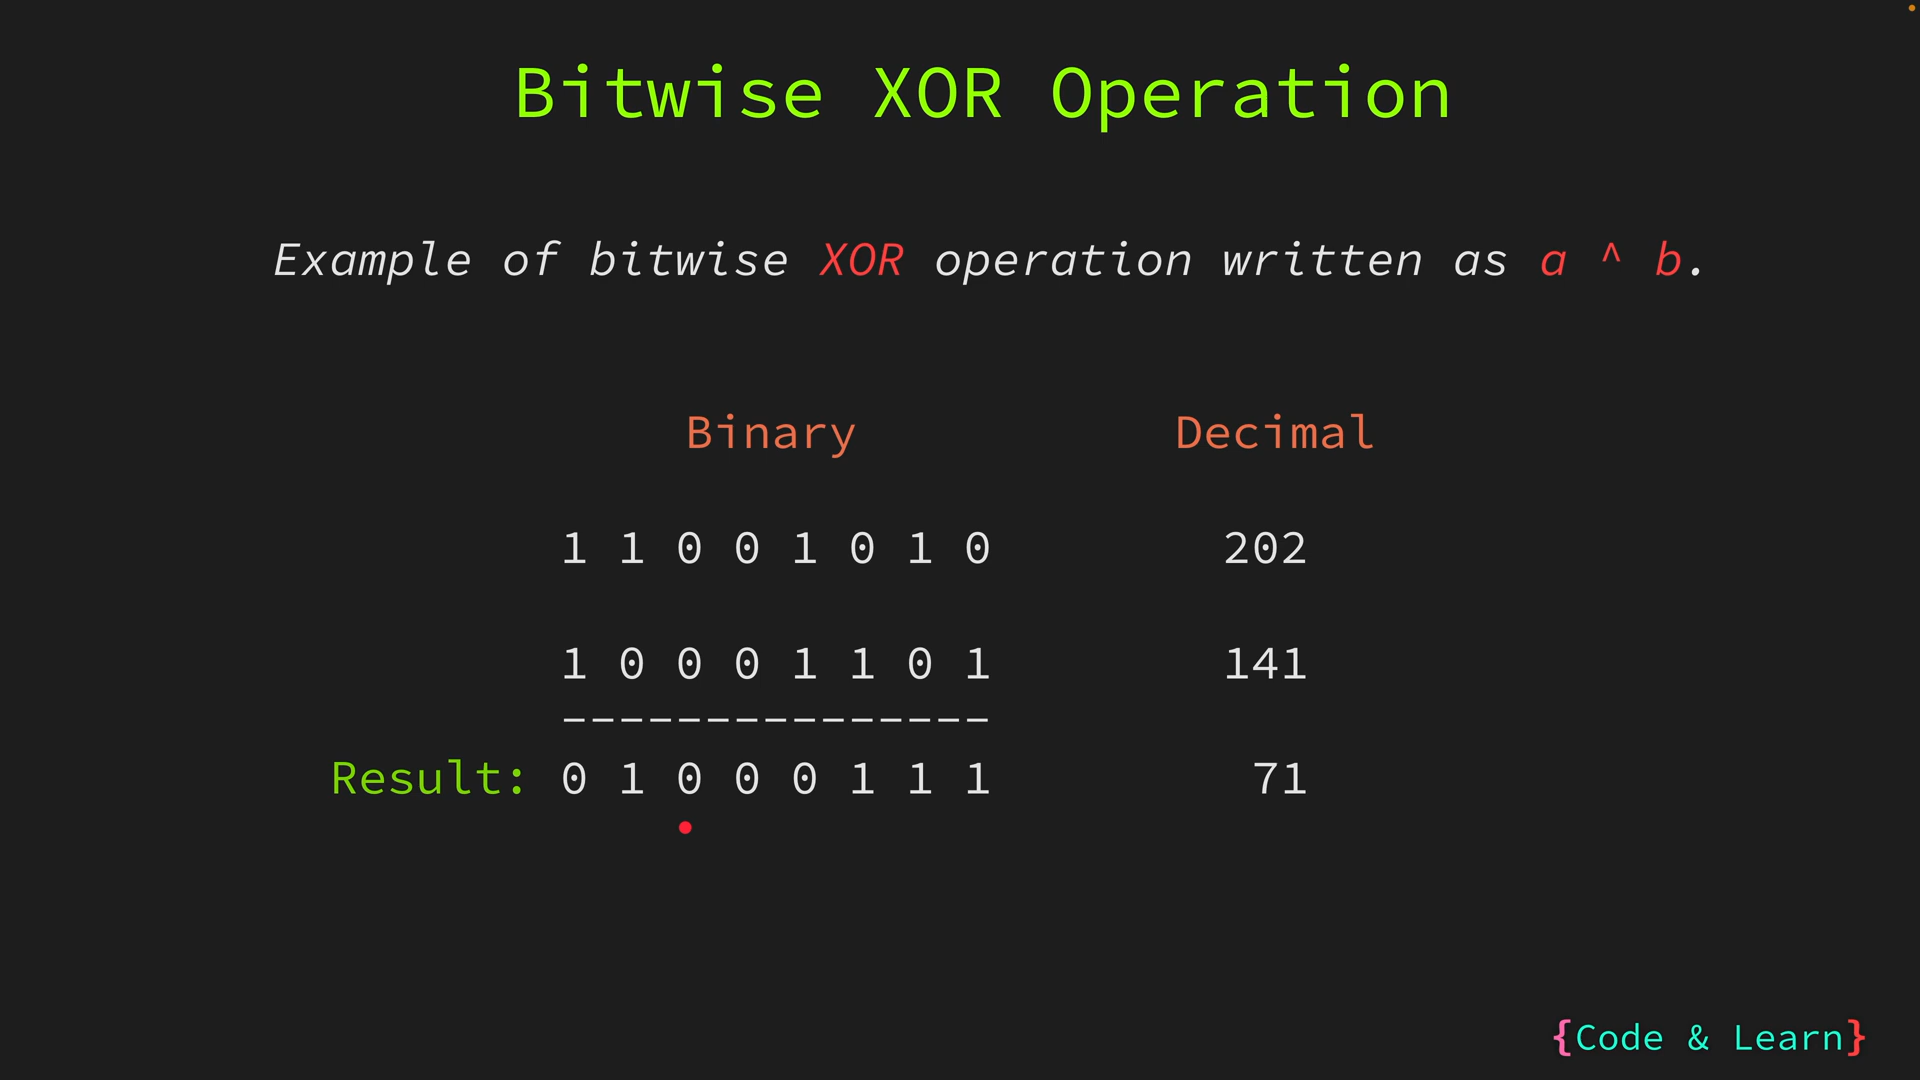 Bitwise XOR Operation
Example of bitwise XOR operation written as a ^ b.
Binary Decimal
1 1 0 0 1 0 1 0 202
1 0 0 0 1 1 0 1 141
---------------
Result: 0 1 0 0 0 1 1 1 71
{Code & Learn}